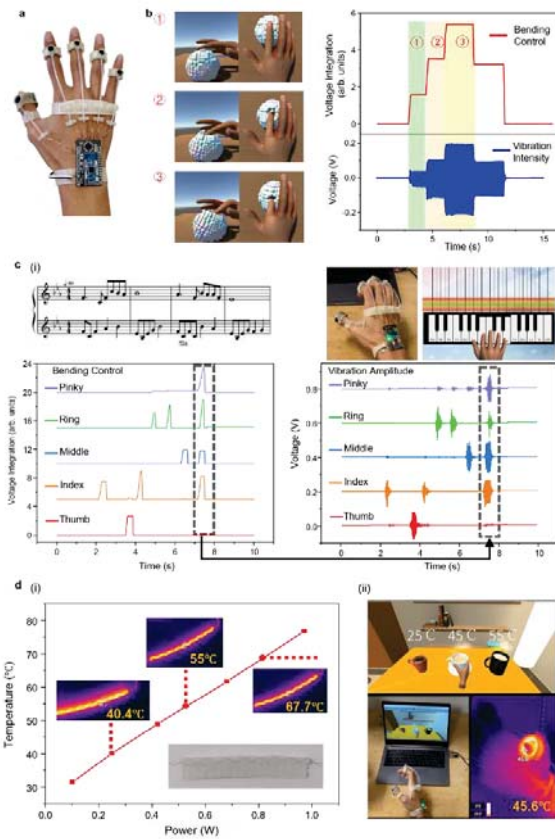 a
b
①
②
③
Voltage Integration
(arb. units)
6
4
2
0
①
②
③
Bending
Control
Voltage (V)
0.2
0.0
-0.2
Vibration
Intensity
0
5
10
15
Time (s)
c (i)
Bending Control
Voltage Integration (arb. units)
24
20
16
12
8
4
0
Pinky
Ring
Middle
Index
Thumb
0
2
4
6
8
10
Time (s)
Vibration Amplitude
Voltage (V)
0.8
0.6
0.4
0.2
0.0
Pinky
Ring
Middle
Index
Thumb
0
2
4
6
8
10
Time (s)
d (i)
Temperature (℃)
80
70
60
50
40
30
40.4℃
55℃
67.7℃
0.0
0.2
0.4
0.6
0.8
1.0
Power (W)
(ii)
25 C 45 C 55 C
45.6℃